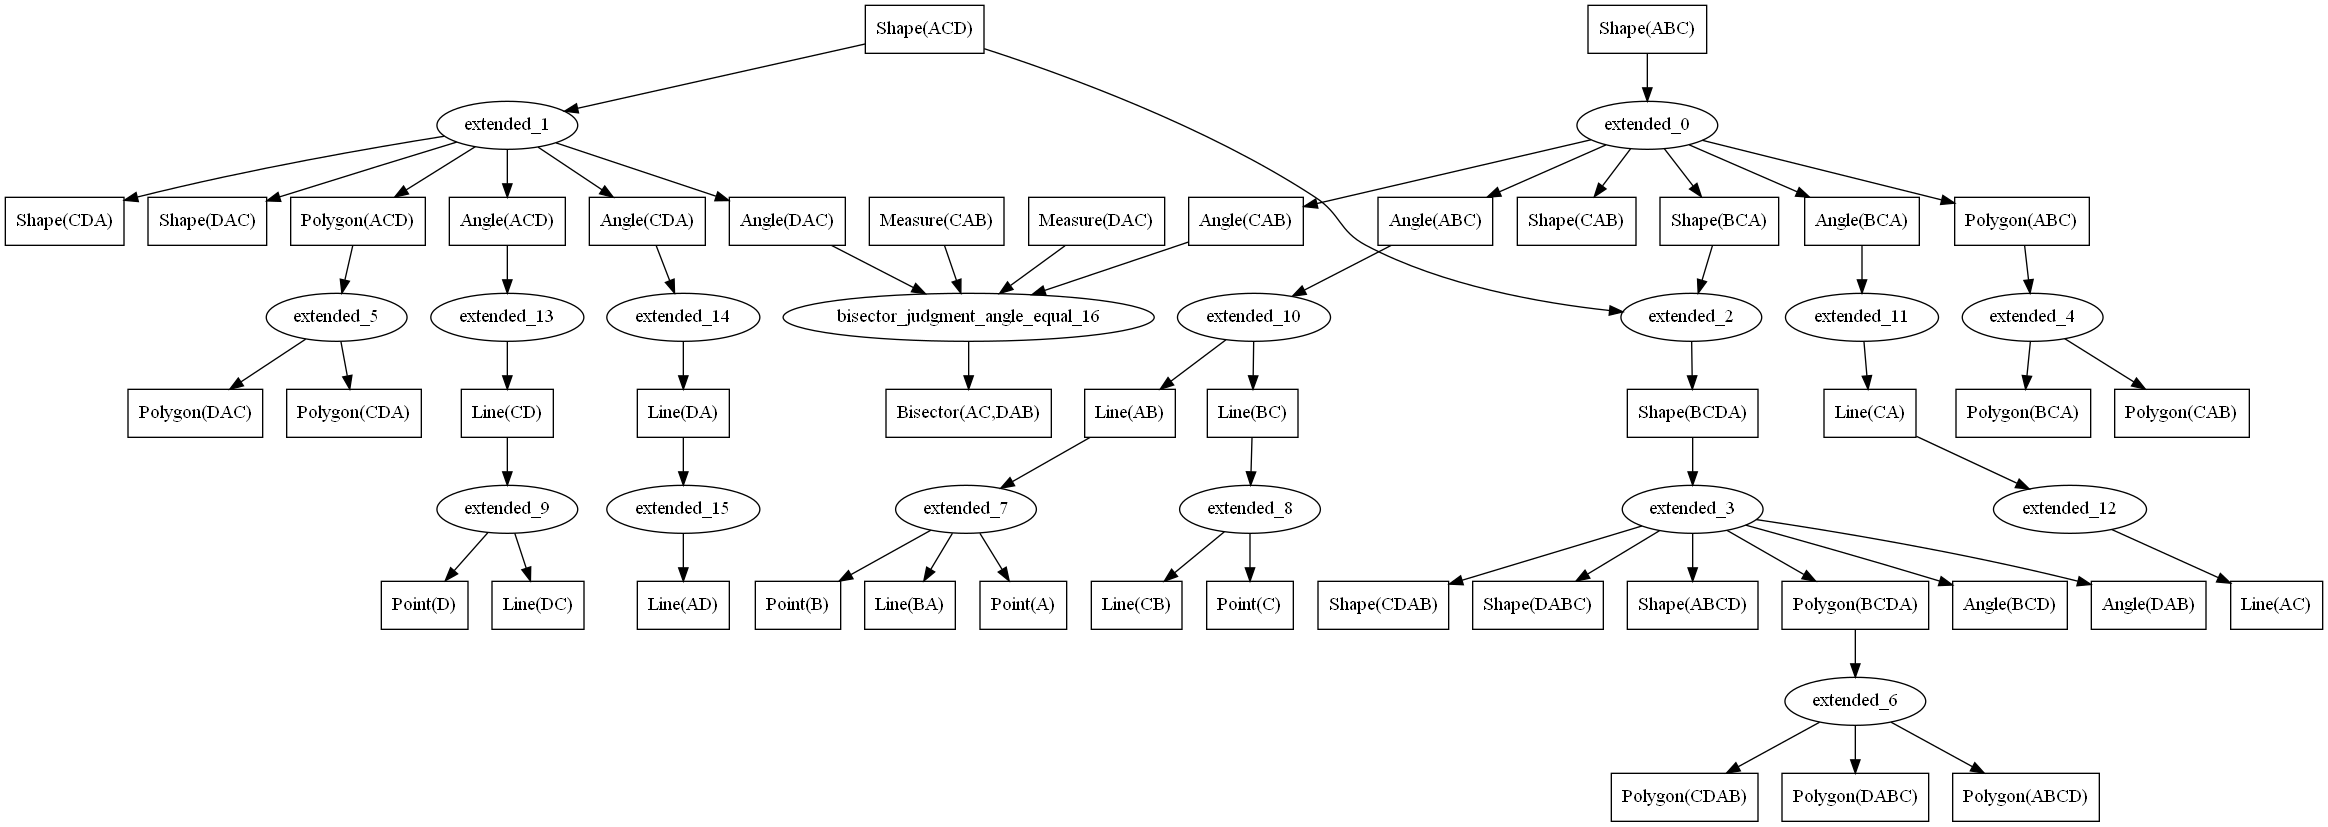 Shape(ACD)
Shape(ABC)
extended_1
extended_0
Shape(CDA)
Shape(DAC)
Polygon(ACD)
Angle(ACD)
Angle(CDA)
Angle(DAC)
Measure(CAB)
Measure(DAC)
Angle(CAB)
Angle(ABC)
Shape(CAB)
Shape(BCA)
Angle(BCA)
Polygon(ABC)
extended_5
extended_13
extended_14
bisector_judgment_angle_equal_16
extended_10
extended_2
extended_11
extended_4
Polygon(DAC)
Polygon(CDA)
Line(CD)
Line(DA)
Bisector(AC,DAB)
Line(AB)
Line(BC)
Shape(BCDA)
Line(CA)
Polygon(BCA)
Polygon(CAB)
extended_9
extended_15
extended_7
extended_8
extended_3
extended_12
Point(D)
Line(DC)
Line(AD)
Point(B)
Line(BA)
Point(A)
Line(CB)
Point(C)
Shape(CDAB)
Shape(DABC)
Shape(ABCD)
Polygon(BCDA)
Angle(BCD)
Angle(DAB)
Line(AC)
extended_6
Polygon(CDAB)
Polygon(DABC)
Polygon(ABCD)